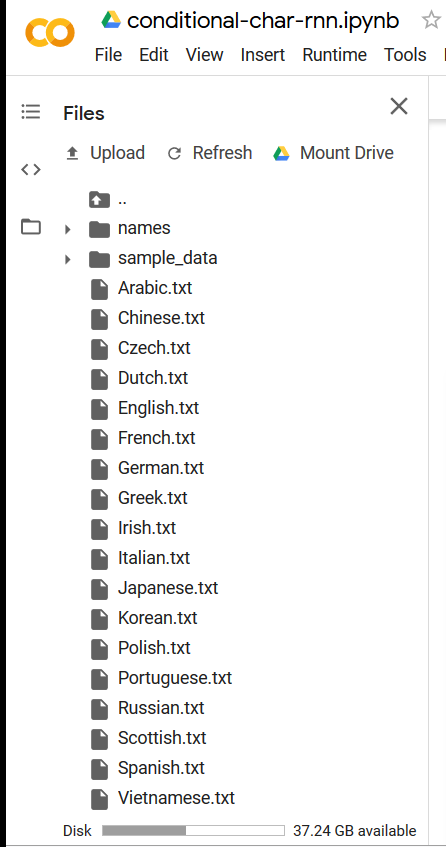 conditional-char-rnn.ipynb
File Edit View Insert Runtime Tools
Files
Upload Refresh Mount Drive
..
names
sample_data
Arabic.txt
Chinese.txt
Czech.txt
Dutch.txt
English.txt
French.txt
German.txt
Greek.txt
Irish.txt
Italian.txt
Japanese.txt
Korean.txt
Polish.txt
Portuguese.txt
Russian.txt
Scottish.txt
Spanish.txt
Vietnamese.txt
Disk 37.24 GB available